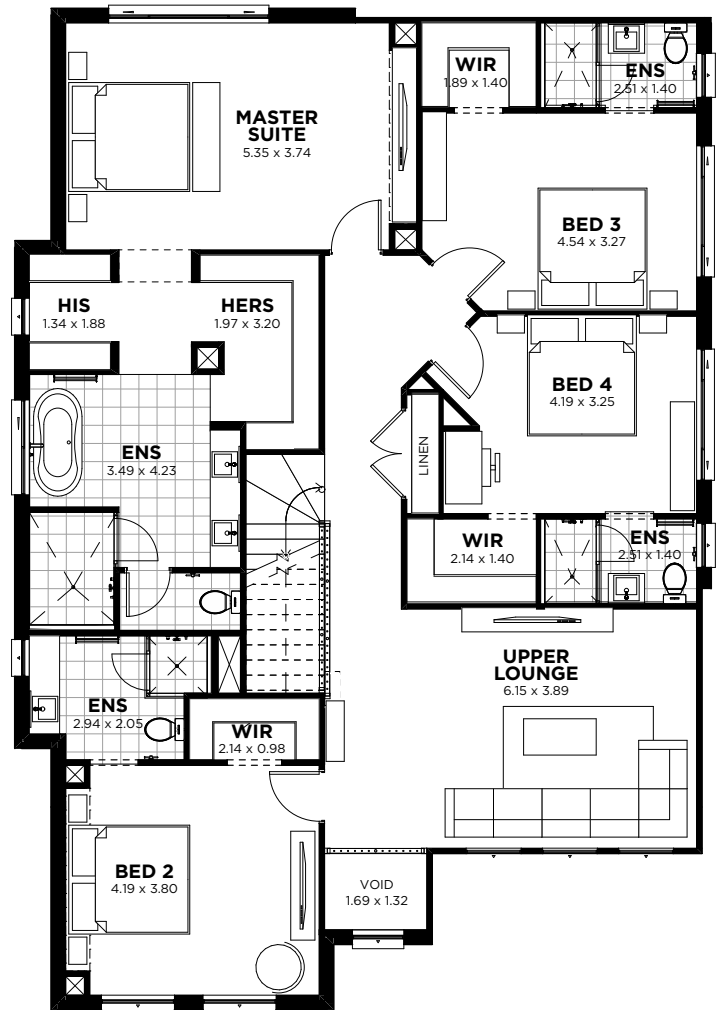 MASTER
SUITE
5.35 x 3.74
WIR
1.89 x 1.40
ENS
2.51 x 1.40
BED 3
4.54 x 3.27
HIS
1.34 x 1.88
HERS
1.97 x 3.20
BED 4
4.19 x 3.25
ENS
3.49 x 4.23
LINEN
WIR
2.14 x 1.40
ENS
2.51 x 1.40
UPPER
LOUNGE
6.15 x 3.89
ENS
2.94 x 2.05
WIR
2.14 x 0.98
BED 2
4.19 x 3.80
VOID
1.69 x 1.32